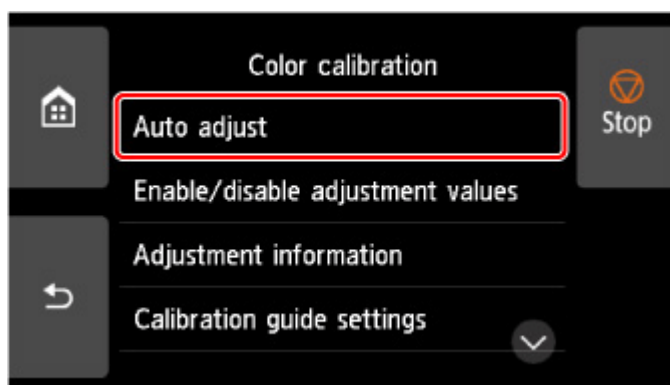 Color calibration
Auto adjust
Stop
Enable/disable adjustment values
Adjustment information
Calibration guide settings